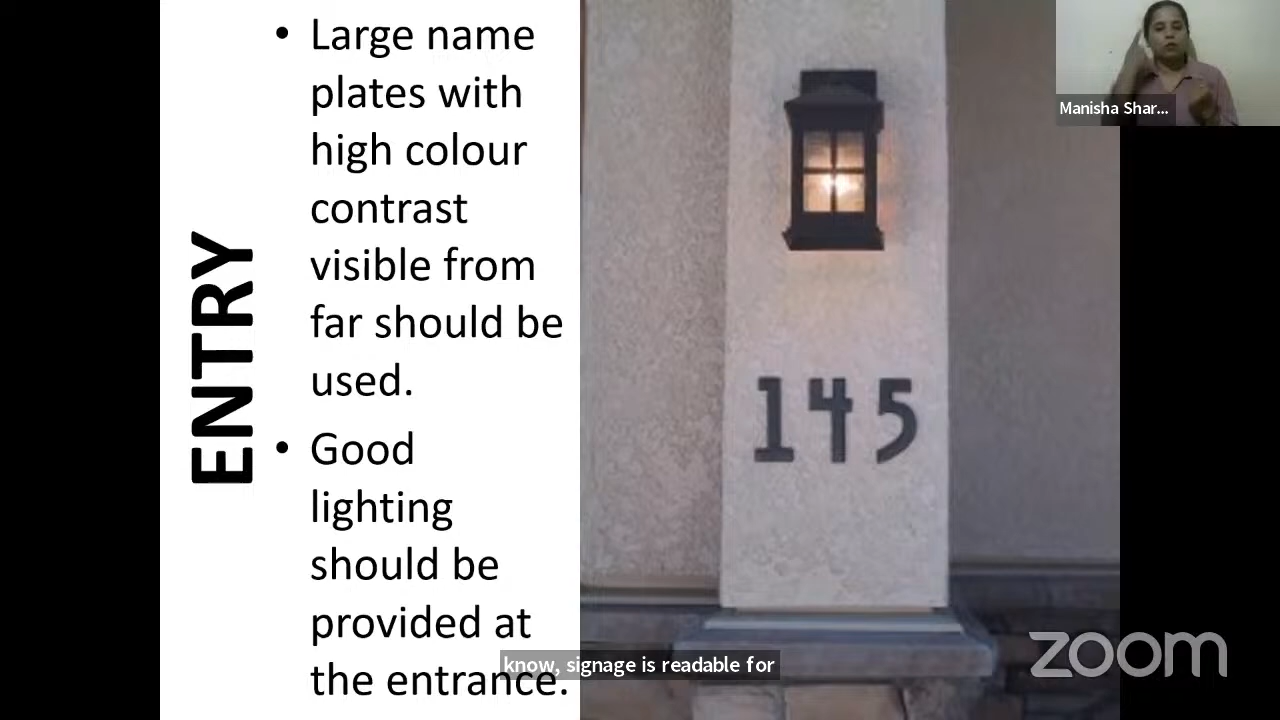 ENTRY
• Large name
plates with
high colour
contrast
visible from
far should be
used.
• Good
lighting
should be
provided at
the entrance.
145
Manisha Shar...
know, signage is readable for
zoom